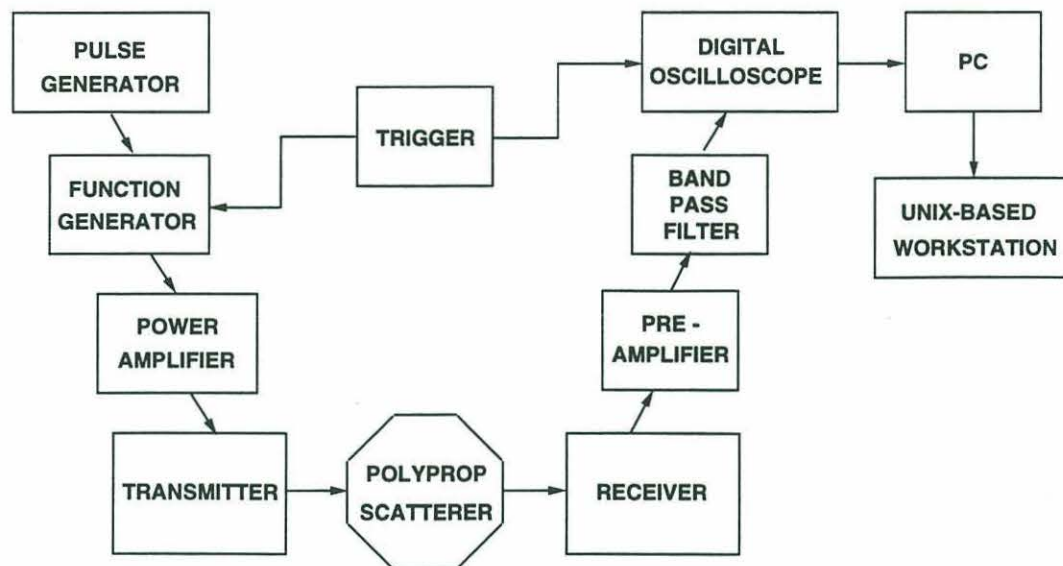 PULSE
GENERATOR
DIGITAL
OSCILLOSCOPE
PC
TRIGGER
FUNCTION
GENERATOR
BAND
PASS
FILTER
UNIX-BASED
WORKSTATION
POWER
AMPLIFIER
PRE -
AMPLIFIER
TRANSMITTER
POLYPROP
SCATTERER
RECEIVER